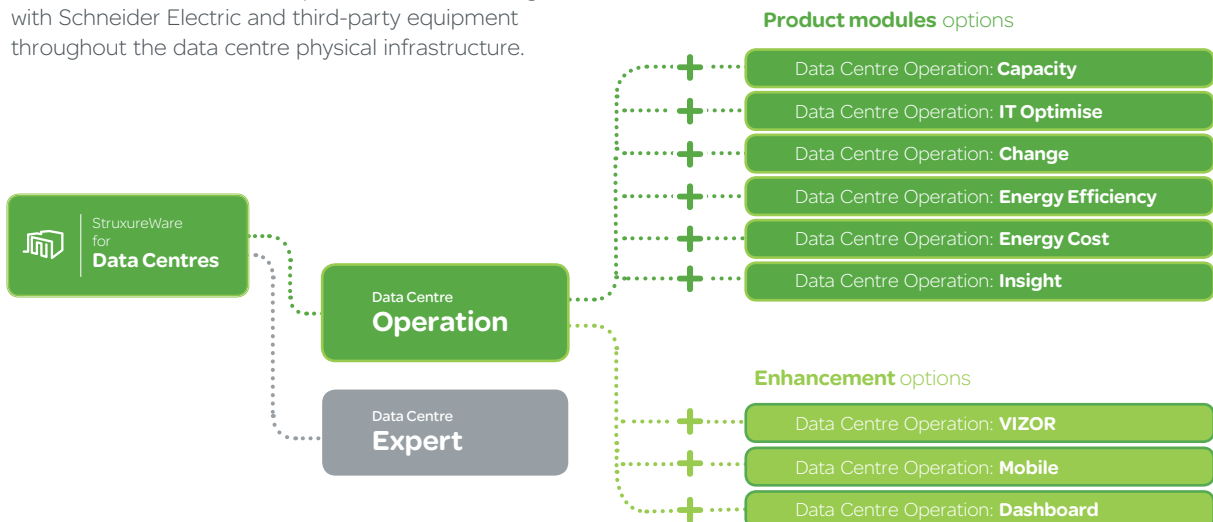 with Schneider Electric and third-party equipment
throughout the data centre physical infrastructure.
Product modules options
Data Centre Operation: Capacity
Data Centre Operation: IT Optimise
Data Centre Operation: Change
Data Centre Operation: Energy Efficiency
Data Centre Operation: Energy Cost
Data Centre Operation: Insight
StruxureWare
for
Data Centres
Data Centre
Operation
Data Centre
Expert
Enhancement options
Data Centre Operation: VIZOR
Data Centre Operation: Mobile
Data Centre Operation: Dashboard